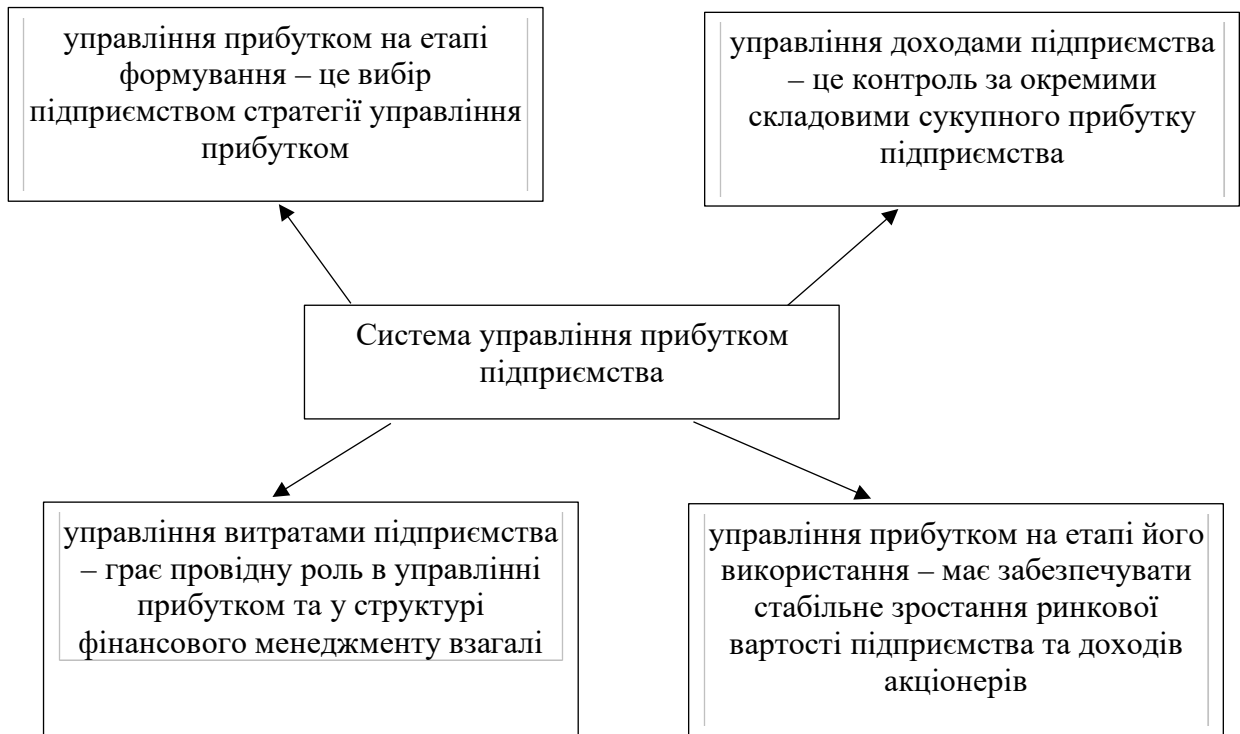 управління прибутком на етапі
формування – це вибір
підприємством стратегії управління
прибутком
управління доходами підприємства
– це контроль за окремими
складовими сукупного прибутку
підприємства
Система управління прибутком
підприємства
управління витратами підприємства
– грає провідну роль в управлінні
прибутком та у структурі
фінансового менеджменту взагалі
управління прибутком на етапі його
використання – має забезпечувати
стабільне зростання ринкової
вартості підприємства та доходів
акціонерів